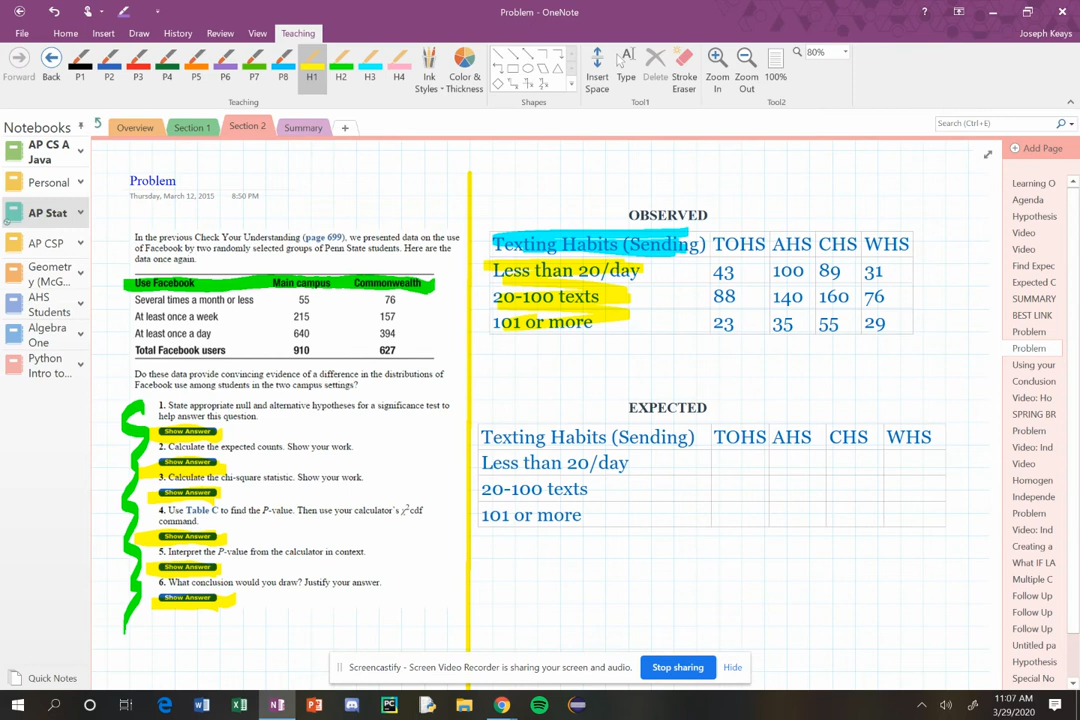 Problem - OneNote
?
Joseph Keays
File
Home
Insert
Draw
History
Review
View
Teaching
Forward
Back
P1
P2
P3
P4
P5
P6
P7
P8
H1
H2
H3
H4
Ink Styles
Color & Thickness
Insert Space
Type
Delete
Stroke Eraser
Zoom In
Zoom Out
100%
80%
Teaching
Shapes
Tool1
Tool2
Notebooks
Overview
Section 1
Section 2
Summary
+
Search (Ctrl+E)
AP CS A
Java
Personal
AP Stat
AP CSP
Geometr
y (McG...
AHS
Students
Algebra
One
Python
Intro to...
Quick Notes
Problem
Thursday, March 12, 2015 8:50 PM
In the previous Check Your Understanding (page 699), we presented data on the use
of Facebook by two randomly selected groups of Penn State students. Here are the
data once again.
Use Facebook Main campus Commonwealth
Several times a month or less 55 76
At least once a week 215 157
At least once a day 640 394
Total Facebook users 910 627
Do these data provide convincing evidence of a difference in the distributions of
Facebook use among students in the two campus settings?
1. State appropriate null and alternative hypotheses for a significance test to
help answer this question.
Show Answer
2. Calculate the expected counts. Show your work.
Show Answer
3. Calculate the chi-square statistic. Show your work.
Show Answer
4. Use Table C to find the P-value. Then use your calculator's χ²cdf
command.
Show Answer
5. Interpret the P-value from the calculator in context.
Show Answer
6. What conclusion would you draw? Justify your answer.
Show Answer
OBSERVED
Texting Habits (Sending) TOHS AHS CHS WHS
Less than 20/day 43 100 89 31
20-100 texts 88 140 160 76
101 or more 23 35 55 29
EXPECTED
Texting Habits (Sending) TOHS AHS CHS WHS
Less than 20/day
20-100 texts
101 or more
Add Page
Learning O
Agenda
Hypothesis
Video
Video
Find Expec
Expected C
SUMMARY
BEST LINK
Problem
Problem
Using your
Conclusion
Video: Ho
SPRING BR
Problem
Video: Ind
Video
Homogen
Independe
Problem
Video: Ind
Creating a
What IF LA
Multiple C
Follow Up
Follow Up
Follow Up
Untitled pa
Hypothesis
Special No
Screencastify - Screen Video Recorder is sharing your screen and audio.
Stop sharing
Hide
11:07 AM
3/29/2020